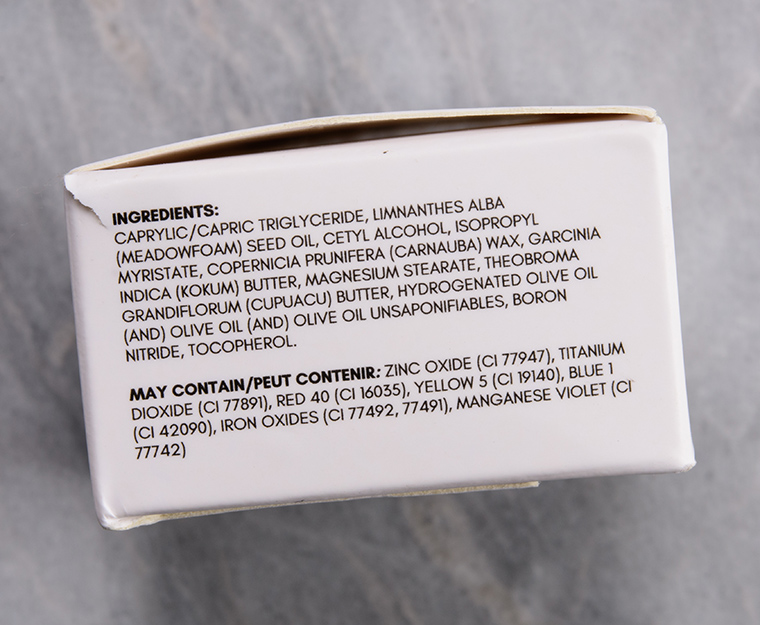 INGREDIENTS:
CAPRYLIC/CAPRIC TRIGLYCERIDE, LIMNANTHES ALBA
(MEADOWFOAM) SEED OIL, CETYL ALCOHOL, ISOPROPYL
MYRISTATE, COPERNICIA PRUNIFERA (CARNAUBA) WAX, GARCINIA
INDICA (KOKUM) BUTTER, MAGNESIUM STEARATE, THEOBROMA
GRANDIFLORUM (CUPUACU) BUTTER, HYDROGENATED OLIVE OIL
(AND) OLIVE OIL (AND) OLIVE OIL UNSAPONIFIABLES, BORON
NITRIDE, TOCOPHEROL.
MAY CONTAIN/PEUT CONTENIR: ZINC OXIDE (CI 77947), TITANIUM
DIOXIDE (CI 77891), RED 40 (CI 16035), YELLOW 5 (CI 19140), BLUE 1
(CI 42090), IRON OXIDES (CI 77492, 77491), MANGANESE VIOLET (CI
77742)